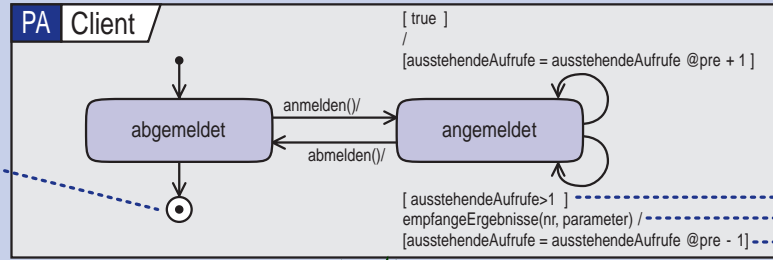 PA Client
[ true ]
/
[ausstehendeAufrufe = ausstehendeAufrufe @pre + 1 ]
anmelden()/
abgemeldet
angemeldet
abmelden()/
[ ausstehendeAufrufe>1 ]
empfangeErgebnisse(nr, parameter) /
[ausstehendeAufrufe = ausstehendeAufrufe @pre - 1]